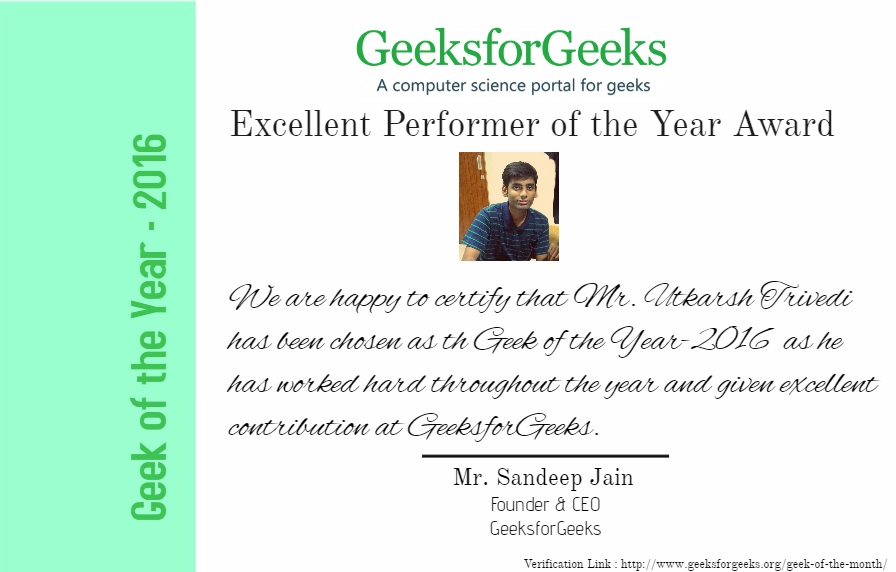 GeeksforGeeks
A computer science portal for geeks
Excellent Performer of the Year Award
Geek of the Year - 2016
We are happy to certify that Mr. Utkarsh Trivedi
has been chosen as th Geek of the Year-2016 as he
has worked hard throughout the year and given excellent
contribution at GeeksforGeeks.
Mr. Sandeep Jain
Founder & CEO
GeeksforGeeks
Verification Link : http://www.geeksforgeeks.org/geek-of-the-month/